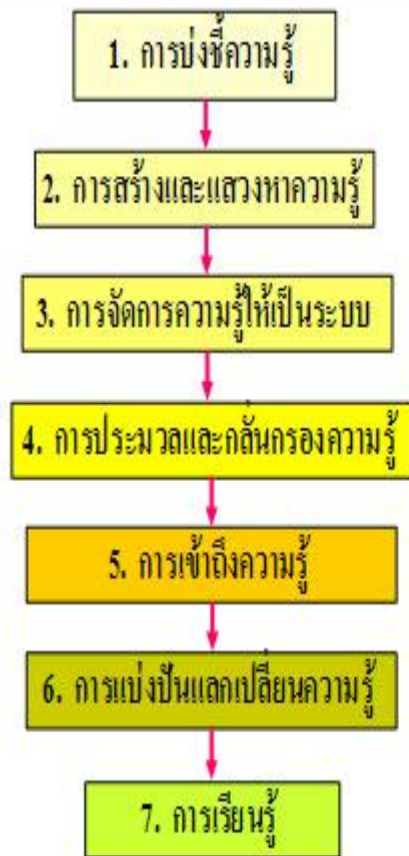 1. การบ่งชี้ความรู้
2. การสร้างและแสวงหาความรู้
3. การจัดการความรู้ให้เป็นระบบ
4. การประมวลและกลั่นกรองความรู้
5. การเข้าถึงความรู้
6. การแบ่งปันแลกเปลี่ยนความรู้
7. การเรียนรู้